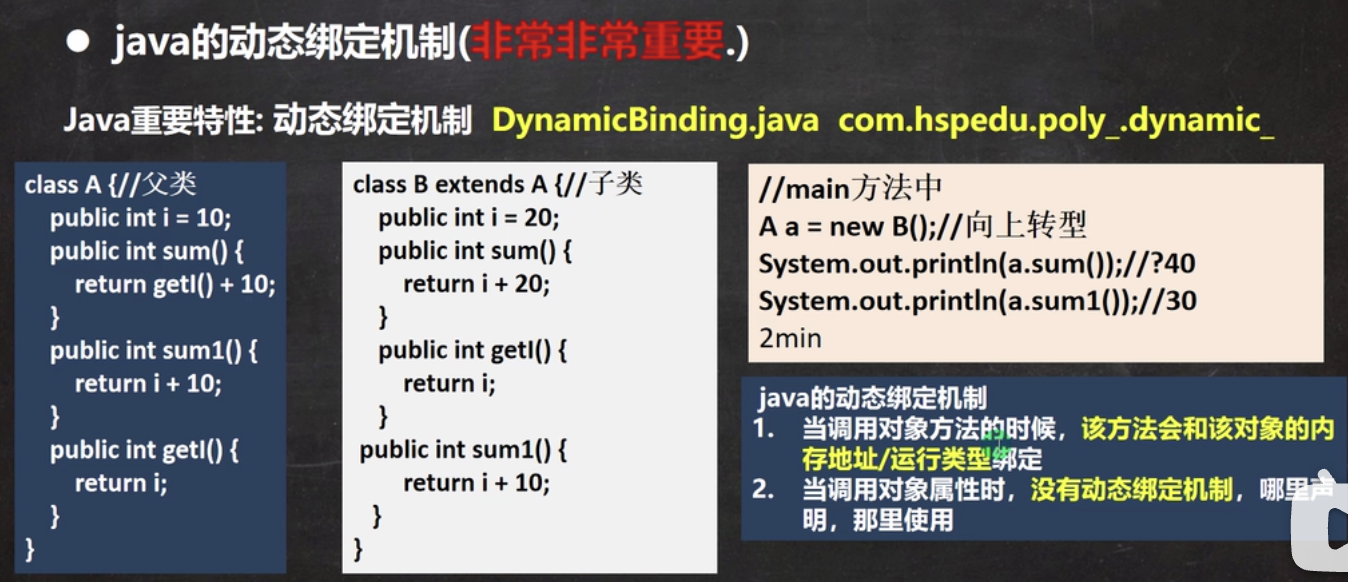 ● java的动态绑定机制(非常非常重要.)
Java重要特性: 动态绑定机制 DynamicBinding.java com.hspedu.poly_.dynamic_
class A {//父类
public int i = 10;
public int sum() {
return getI() + 10;
}
public int sum1() {
return i + 10;
}
public int getI() {
return i;
}
}
class B extends A {//子类
public int i = 20;
public int sum() {
return i + 20;
}
public int getI() {
return i;
}
public int sum1() {
return i + 10;
}
}
//main方法中
A a = new B();//向上转型
System.out.println(a.sum());//?40
System.out.println(a.sum1());//30
2min
java的动态绑定机制
1. 当调用对象方法的时候，该方法会和该对象的内
存地址/运行类型绑定
2. 当调用对象属性时，没有动态绑定机制，哪里声
明，那里使用